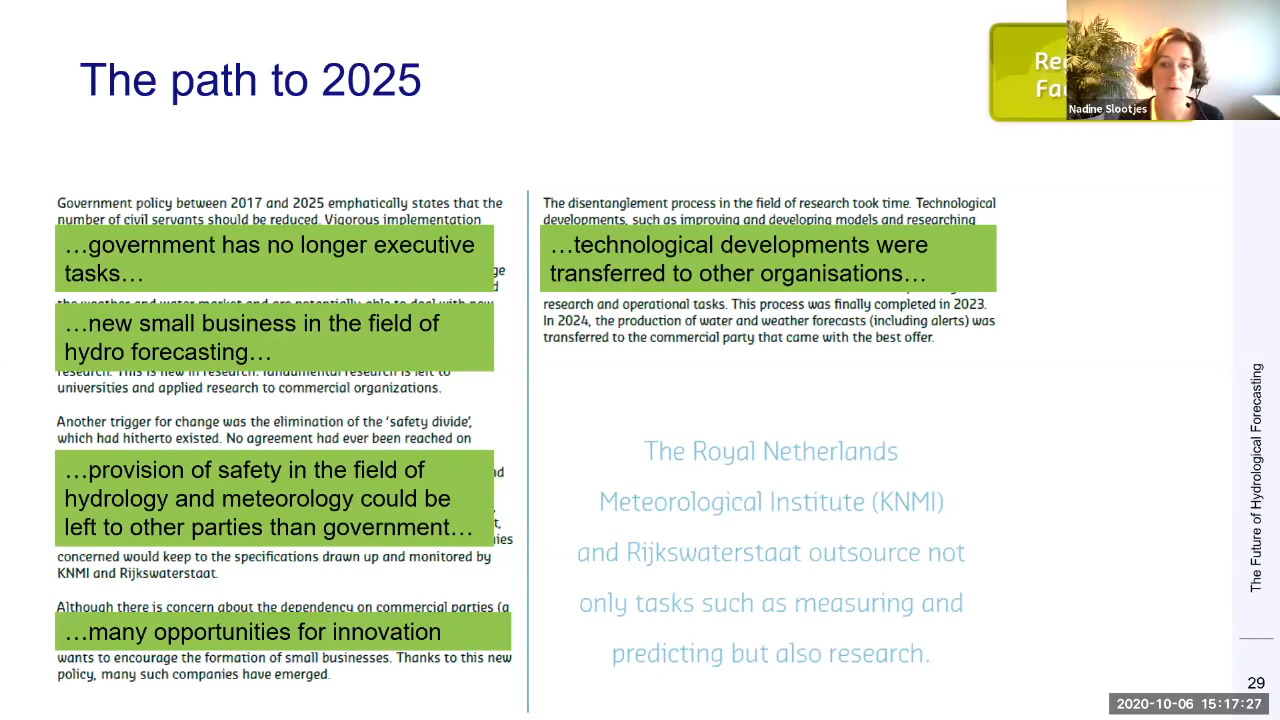 The path to 2025
Nadine Slootjes
Government policy between 2017 and 2025 emphatically states that the
number of civil servants should be reduced. Vigorous implementation
…government has no longer executive
tasks…
…new small business in the field of
hydro forecasting…
research. This is new in research: fundamental research is left to
universities and applied research to commercial organizations.
Another trigger for change was the elimination of the ‘safety divide’,
which had hitherto existed. No agreement had ever been reached on
…provision of safety in the field of
hydrology and meteorology could be
left to other parties than government…
concerned would keep to the specifications drawn up and monitored by
KNMI and Rijkswaterstaat.
Although there is concern about the dependency on commercial parties (a
…many opportunities for innovation
wants to encourage the formation of small businesses. Thanks to this new
policy, many such companies have emerged.
The disentanglement process in the field of research took time. Technological
developments, such as improving and developing models and researching
…technological developments were
transferred to other organisations…
research and operational tasks. This process was finally completed in 2023.
In 2024, the production of water and weather forecasts (including alerts) was
transferred to the commercial party that came with the best offer.
The Royal Netherlands
Meteorological Institute (KNMI)
and Rijkswaterstaat outsource not
only tasks such as measuring and
predicting but also research.
The Future of Hydrological Forecasting
29
2020-10-06 15:17:27